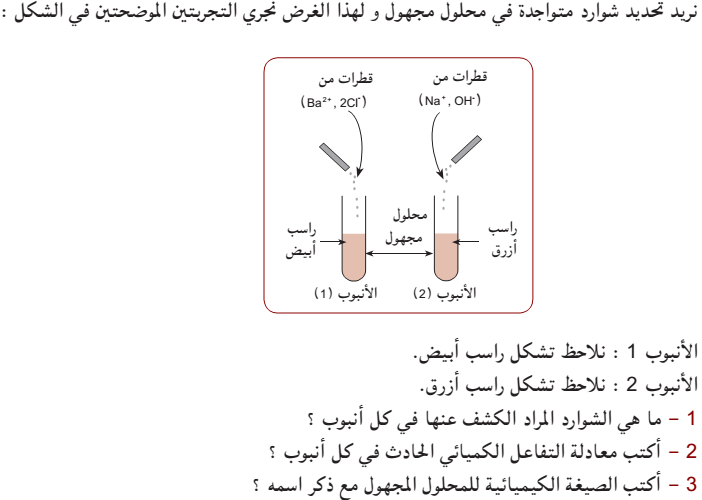 نريد تحديد شوارد متواجدة في محلول مجهول و لهذا الغرض نجري التجربتين الموضحتين في الشكل :
قطرات من
(Na⁺, OH⁻)
قطرات من
(Ba²⁺, 2Cl⁻)
محلول
مجهول
راسب
أزرق
راسب
أبيض
الأنبوب (2)
الأنبوب (1)
الأنبوب 1 : نلاحظ تشكل راسب أبيض.
الأنبوب 2 : نلاحظ تشكل راسب أزرق.
1 – ما هي الشوارد المراد الكشف عنها في كل أنبوب ؟
2 – أكتب معادلة التفاعل الكميائي الحادث في كل أنبوب ؟
3 – أكتب الصيغة الكيميائية للمحلول المجهول مع ذكر اسمه ؟